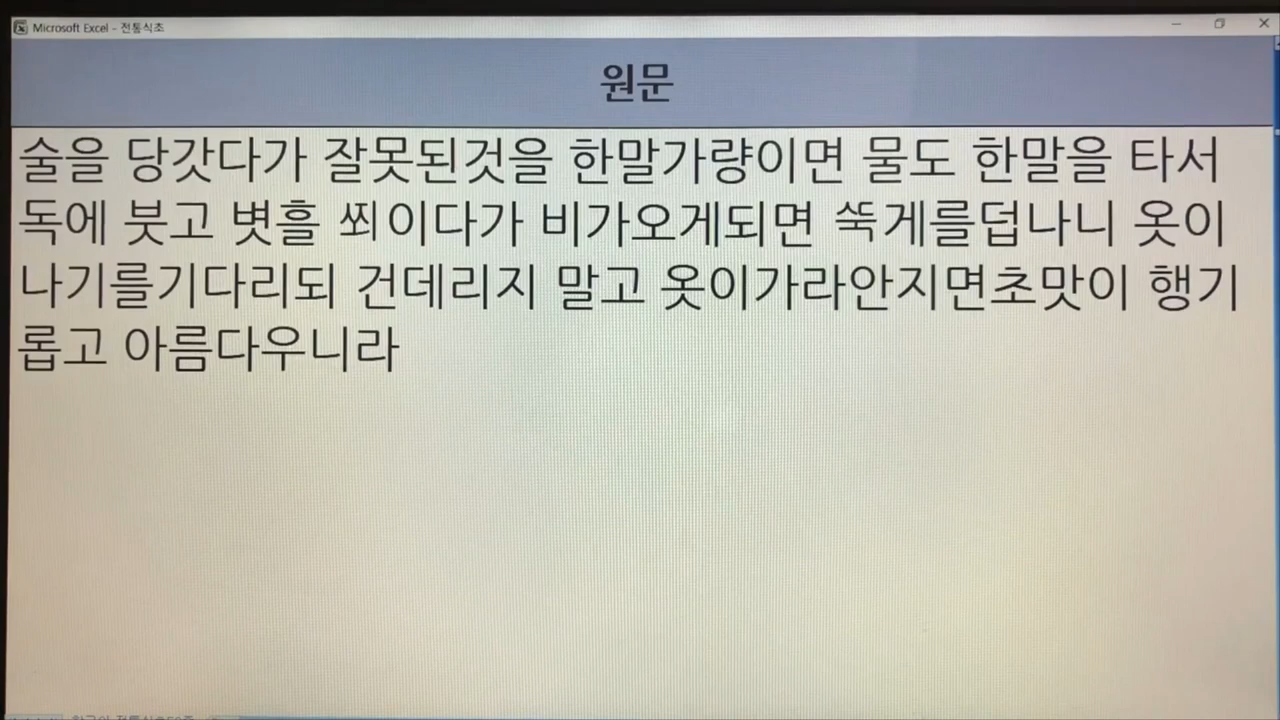 Microsoft Excel - 전통식초
원문
술을 당갓다가 잘못된것을 한말가량이면 물도 한말을 타서
독에 붓고 볏흘 쐬이다가 비가오게되면 쑥게를덥나니 옷이
나기를기다리되 건데리지 말고 옷이가라안지면초맛이 행기
롭고 아름다우니라